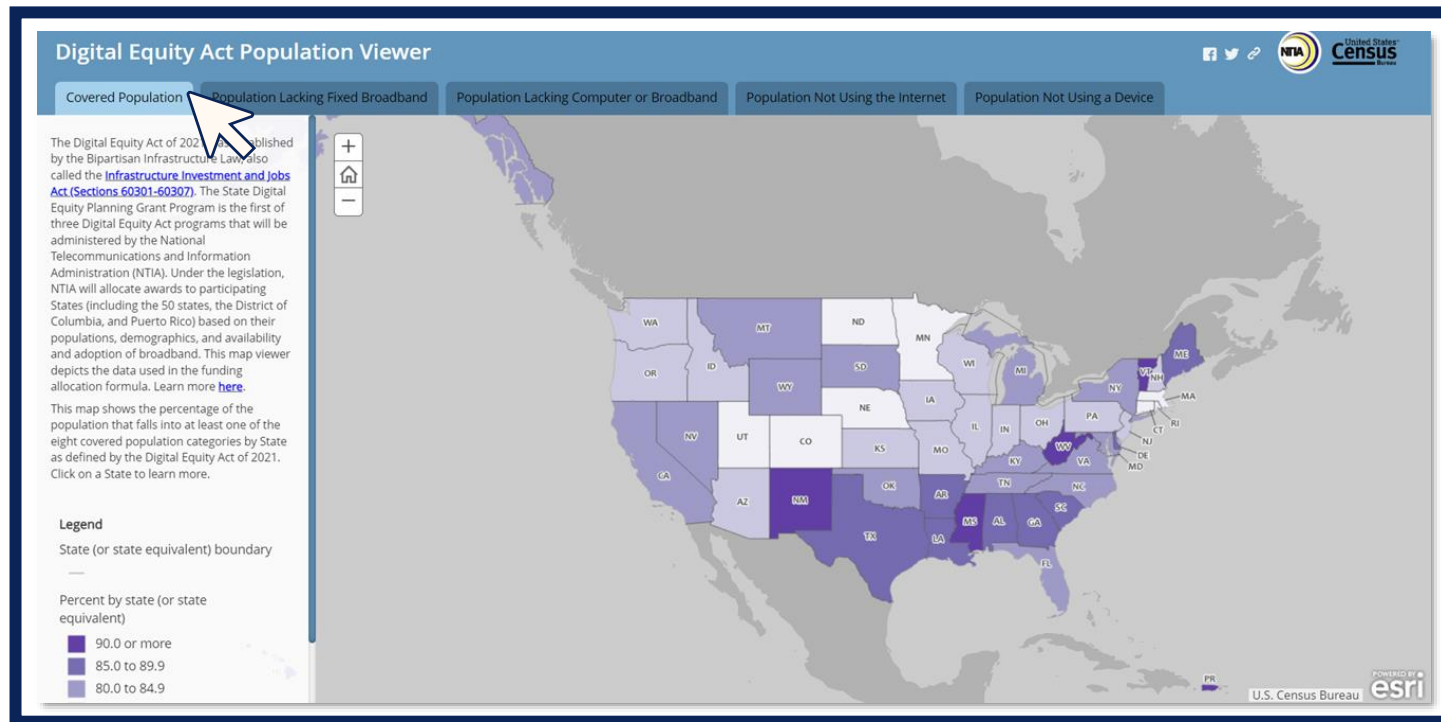 Digital Equity Act Population Viewer
NTIA
United States®
Census
Bureau
Covered Population
Population Lacking Fixed Broadband
Population Lacking Computer or Broadband
Population Not Using the Internet
Population Not Using a Device
The Digital Equity Act of 202
by the Bipartisan Infrastructure Law, also
called the Infrastructure Investment and Jobs
Act (Sections 60301-60307). The State Digital
Equity Planning Grant Program is the first of
three Digital Equity Act programs that will be
administered by the National
Telecommunications and Information
Administration (NTIA). Under the legislation,
NTIA will allocate awards to participating
States (including the 50 states, the District of
Columbia, and Puerto Rico) based on their
populations, demographics, and availability
and adoption of broadband. This map viewer
depicts the data used in the funding
allocation formula. Learn more here.
This map shows the percentage of the
population that falls into at least one of the
eight covered population categories by State
as defined by the Digital Equity Act of 2021.
Click on a State to learn more.
Legend
State (or state equivalent) boundary
Percent by state (or state
equivalent)
90.0 or more
85.0 to 89.9
80.0 to 84.9
+
−
WA
MT
ND
MN
ME
OR
ID
WY
SD
WI
MI
NY
VT
NH
MA
NE
IA
PA
CT
RI
NV
UT
CO
KS
MO
IL
IN
OH
WV
VA
NJ
DE
MD
CA
AZ
NM
OK
AR
KY
TN
NC
SC
TX
LA
MS
AL
GA
FL
PR
U.S. Census Bureau
POWERED BY
esri